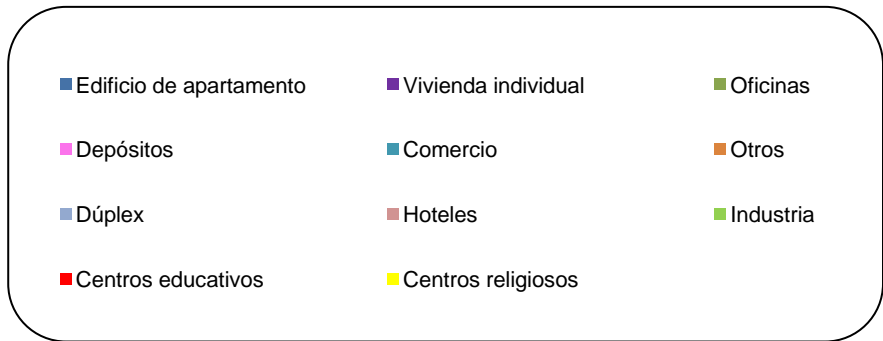 Edificio de apartamento Vivienda individual Oficinas
Depósitos Comercio Otros
Dúplex Hoteles Industria
Centros educativos Centros religiosos